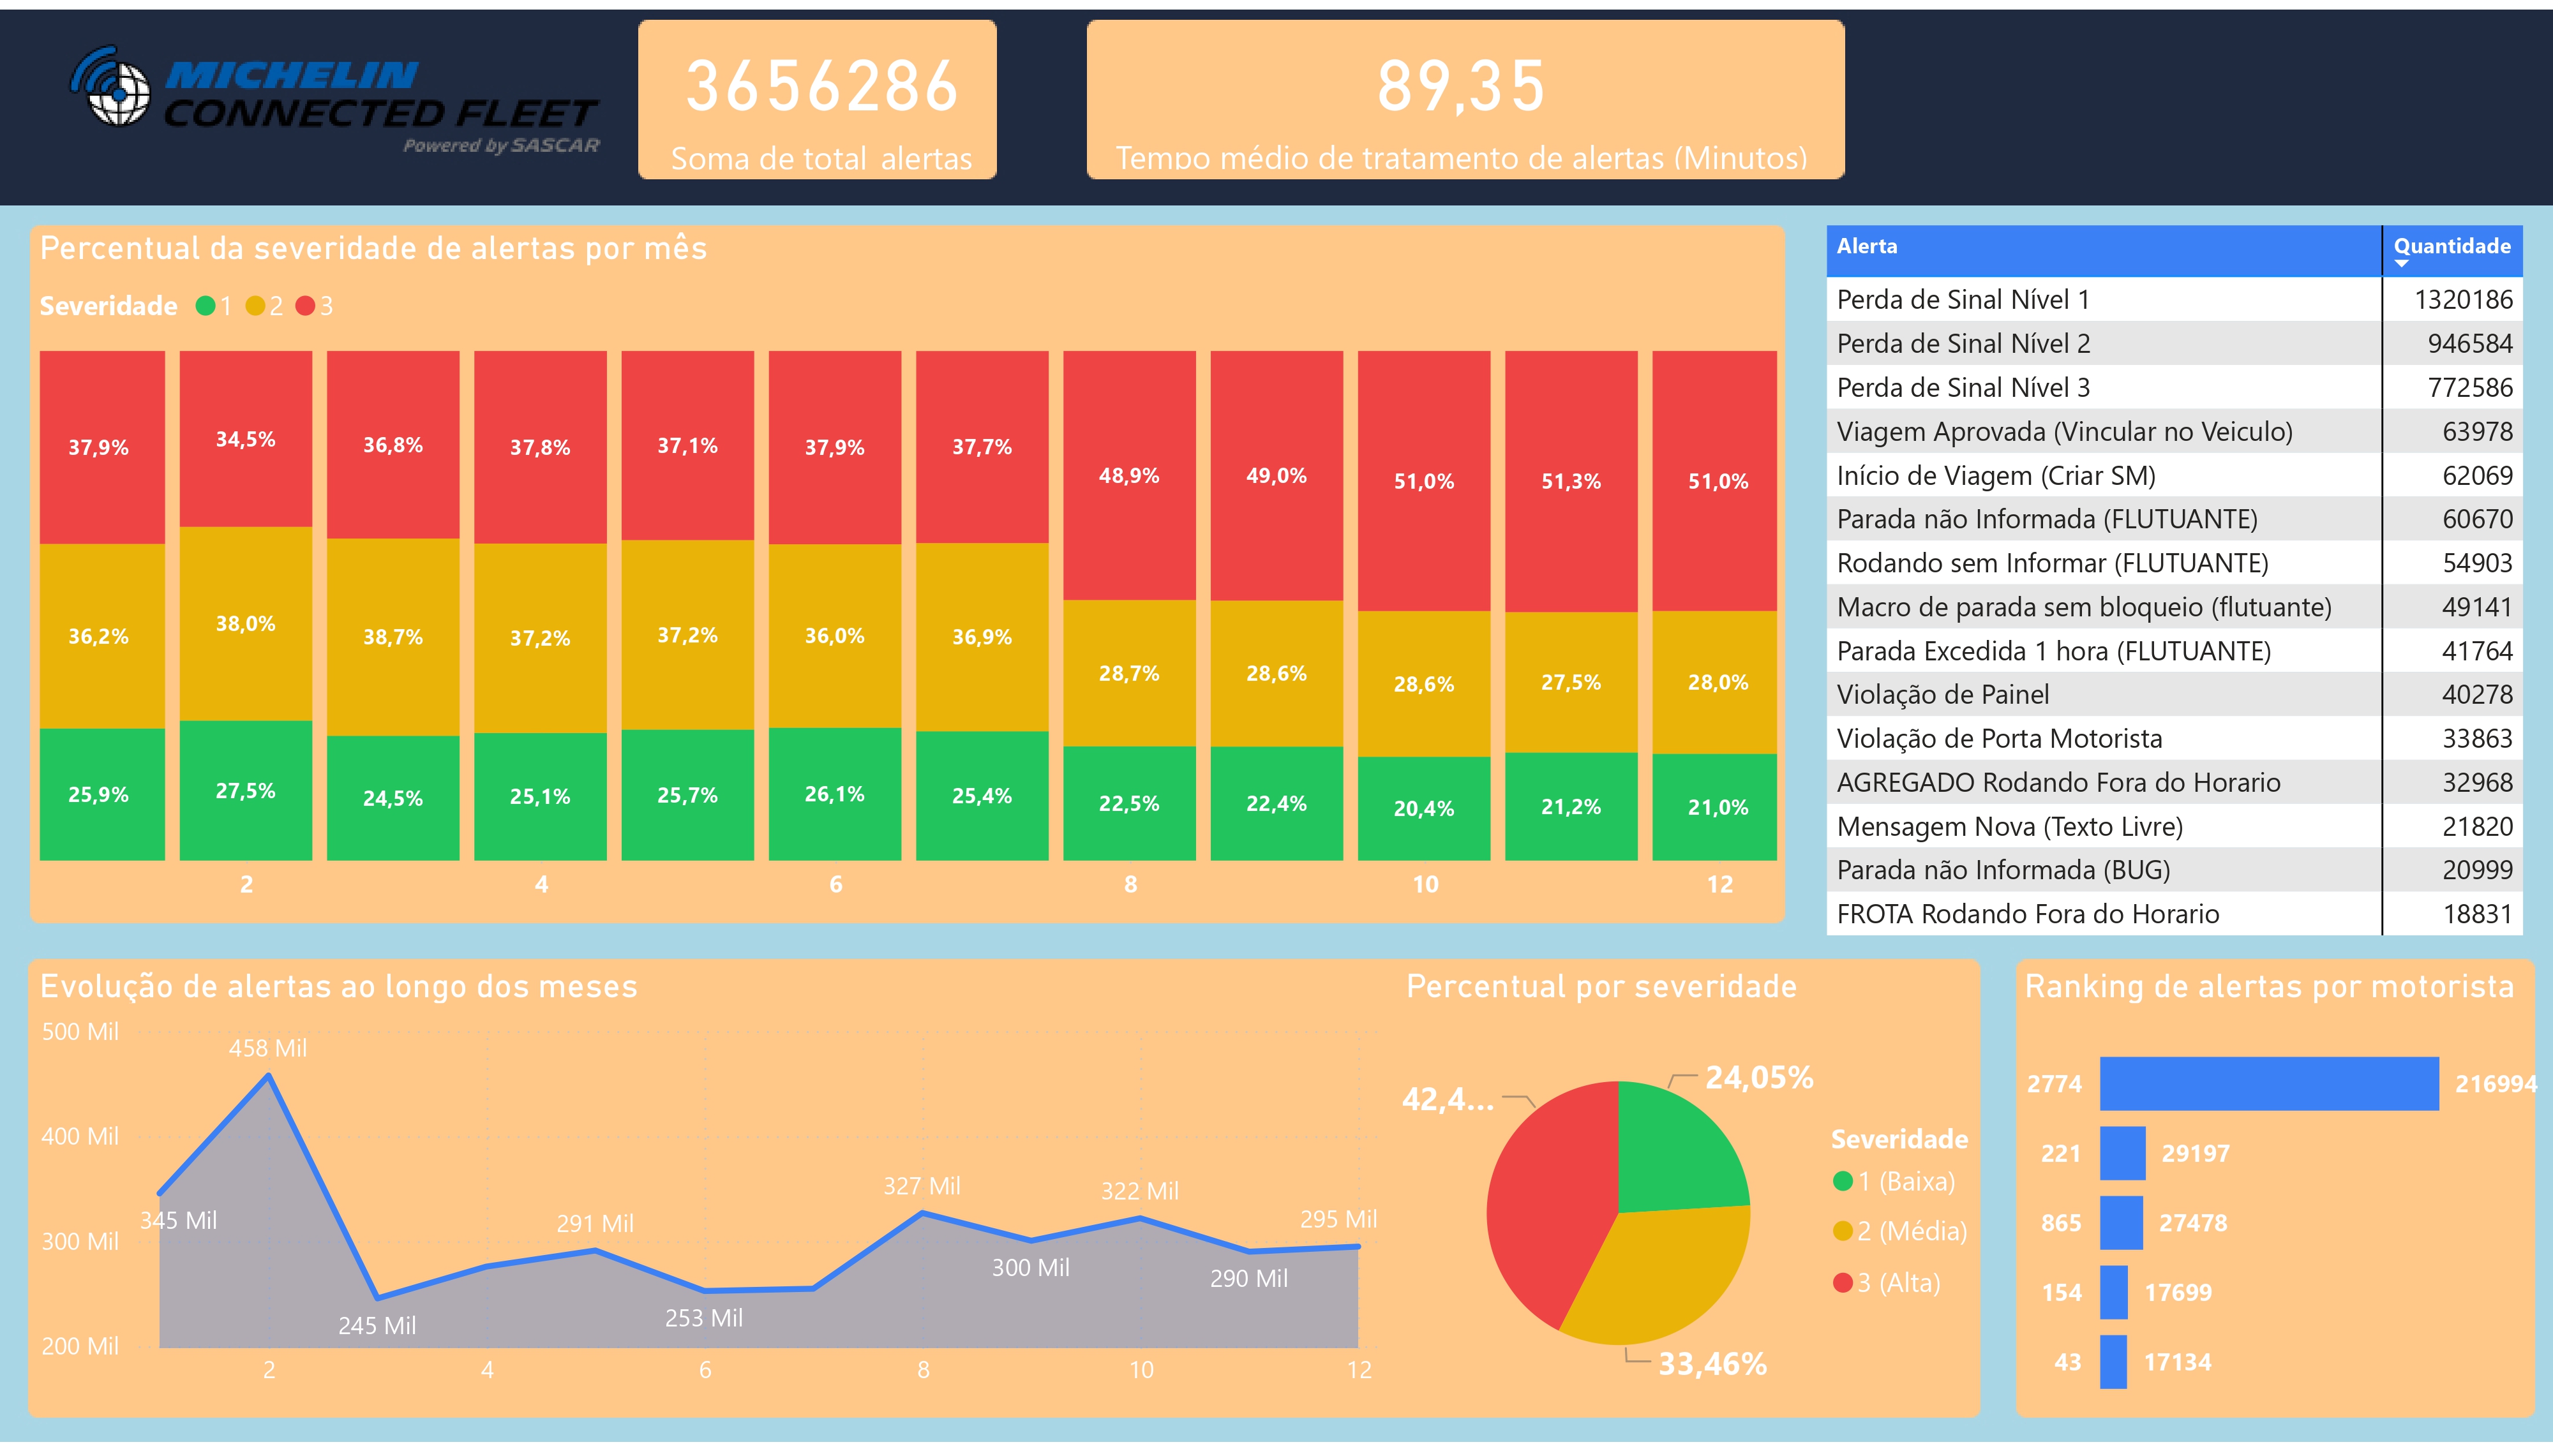 MICHELIN
CONNECTED FLEET
Powered by SASCAR
3656286
Soma de total alertas
89,35
Tempo médio de tratamento de alertas (Minutos)
Percentual da severidade de alertas por mês
Severidade 1 2 3
37,9% 34,5% 36,8% 37,8% 37,1% 37,9% 37,7% 48,9% 49,0% 51,0% 51,3% 51,0%
36,2% 38,0% 38,7% 37,2% 37,2% 36,0% 36,9% 28,7% 28,6% 28,6% 27,5% 28,0%
25,9% 27,5% 24,5% 25,1% 25,7% 26,1% 25,4% 22,5% 22,4% 20,4% 21,2% 21,0%
2 4 6 8 10 12
Alerta Quantidade
Perda de Sinal Nível 1 1320186
Perda de Sinal Nível 2 946584
Perda de Sinal Nível 3 772586
Viagem Aprovada (Vincular no Veiculo) 63978
Início de Viagem (Criar SM) 62069
Parada não Informada (FLUTUANTE) 60670
Rodando sem Informar (FLUTUANTE) 54903
Macro de parada sem bloqueio (flutuante) 49141
Parada Excedida 1 hora (FLUTUANTE) 41764
Violação de Painel 40278
Violação de Porta Motorista 33863
AGREGADO Rodando Fora do Horario 32968
Mensagem Nova (Texto Livre) 21820
Parada não Informada (BUG) 20999
FROTA Rodando Fora do Horario 18831
Evolução de alertas ao longo dos meses
500 Mil
400 Mil
300 Mil
200 Mil
345 Mil
458 Mil
245 Mil
291 Mil
253 Mil
327 Mil
300 Mil
322 Mil
290 Mil
295 Mil
2 4 6 8 10 12
Percentual por severidade
42,4...
24,05%
33,46%
Severidade
1 (Baixa)
2 (Média)
3 (Alta)
Ranking de alertas por motorista
2774 216994
221 29197
865 27478
154 17699
43 17134